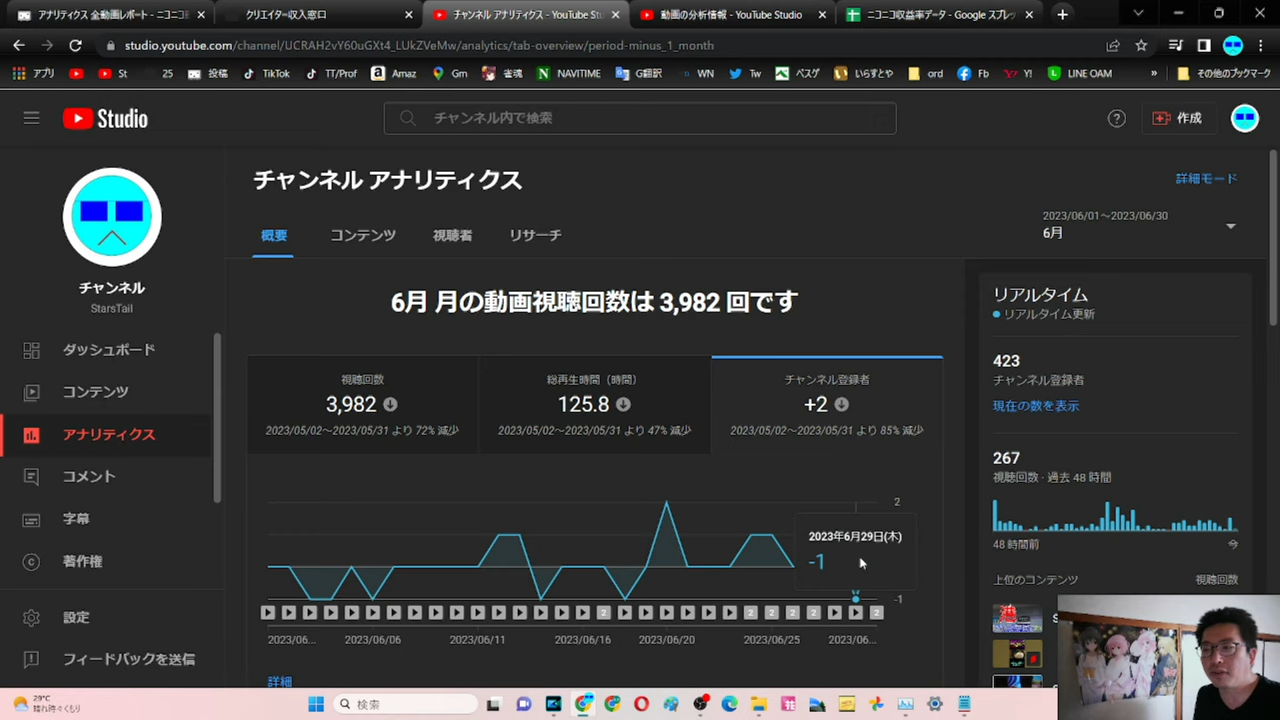 アナリティクス 全動画レポート - ニコニコ
クリエイター収入窓口
チャンネル アナリティクス - YouTube Stu
動画の分析情報 - YouTube Studio
ニコニコ収益率データ - Google スプレッ
studio.youtube.com/channel/UCRAH2vY60uGXt4_LUkZVeMw/analytics/tab-overview/period-minus_1_month
アプリ
St
25
投稿
TikTok
TT/Prof
Amaz
Gm
雀魂
NAVITIME
G翻訳
WN
Tw
ベスゲ
いらすとや
ord
Fb
Y!
LINE OAM
»
その他のブックマーク
Studio
チャンネル内で検索
作成
チャンネル アナリティクス
詳細モード
概要
コンテンツ
視聴者
リサーチ
2023/06/01～2023/06/30
6月
チャンネル
StarsTail
ダッシュボード
コンテンツ
アナリティクス
コメント
字幕
著作権
設定
フィードバックを送信
6月 月の動画視聴回数は 3,982 回です
視聴回数
3,982
2023/05/02～2023/05/31 より 72% 減少
総再生時間（時間）
125.8
2023/05/02～2023/05/31 より 47% 減少
チャンネル登録者
+2
2023/05/02～2023/05/31 より 85% 減少
2
2023年6月29日(木)
-1
-1
2
2
2
2
2
2
2023/06...
2023/06/06
2023/06/11
2023/06/16
2023/06/20
2023/06/25
2023/06...
詳細
リアルタイム
リアルタイム更新
423
チャンネル登録者
現在の数を表示
267
視聴回数 · 過去 48 時間
48 時間前
今
上位のコンテンツ
視聴回数
29°C
晴れ時々くもり
検索